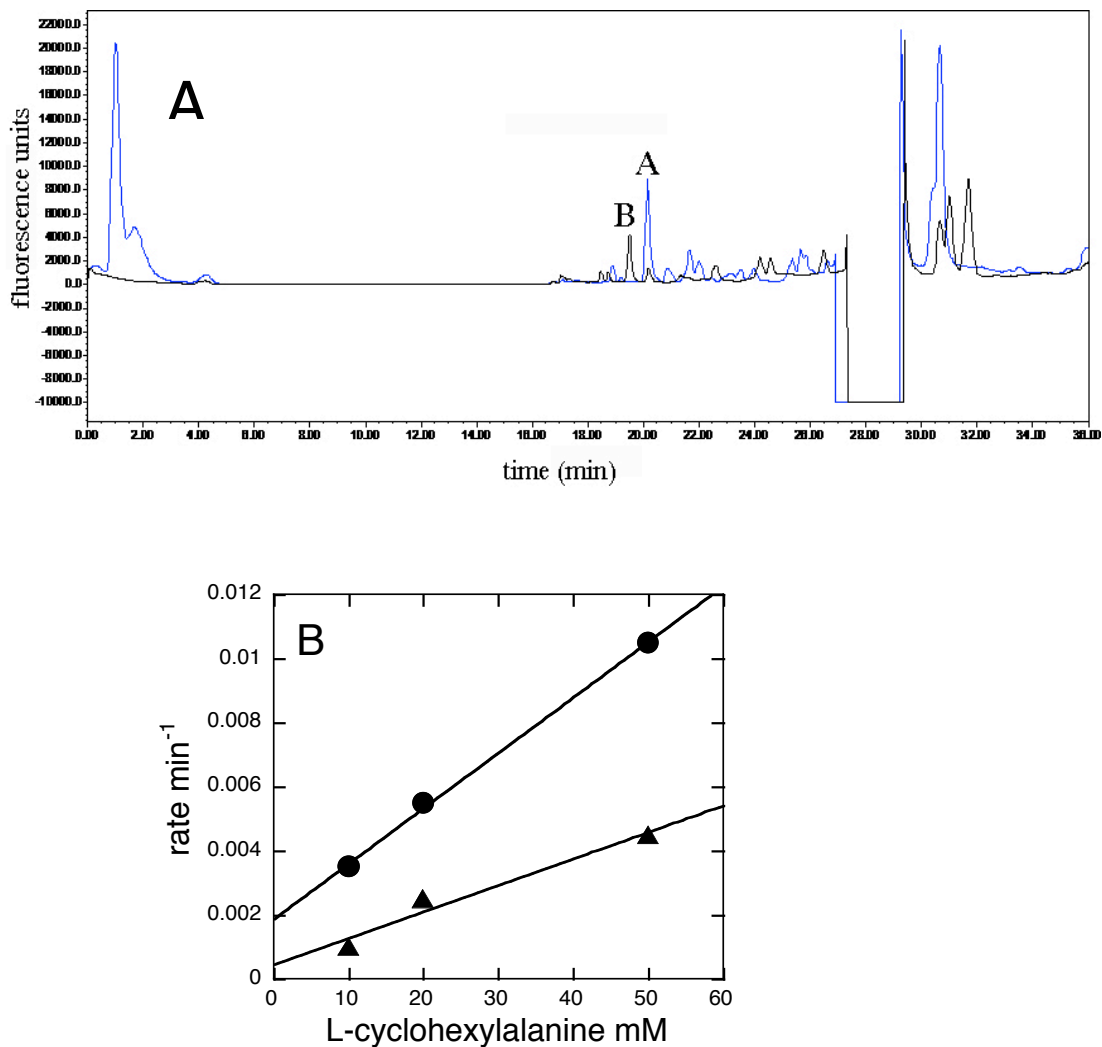 A
fluorescence units
22000.0
20000.0
18000.0
16000.0
14000.0
12000.0
10000.0
8000.0
6000.0
4000.0
2000.0
0.0
-2000.0
-4000.0
-6000.0
-8000.0
-10000.0
A
B
0.00 2.00 4.00 6.00 8.00 10.00 12.00 14.00 16.00 18.00 20.00 22.00 24.00 26.00 28.00 30.00 32.00 34.00 36.00
time (min)
B
rate min-1
0.012
0.01
0.008
0.006
0.004
0.002
0
0 10 20 30 40 50 60
L-cyclohexylalanine mM